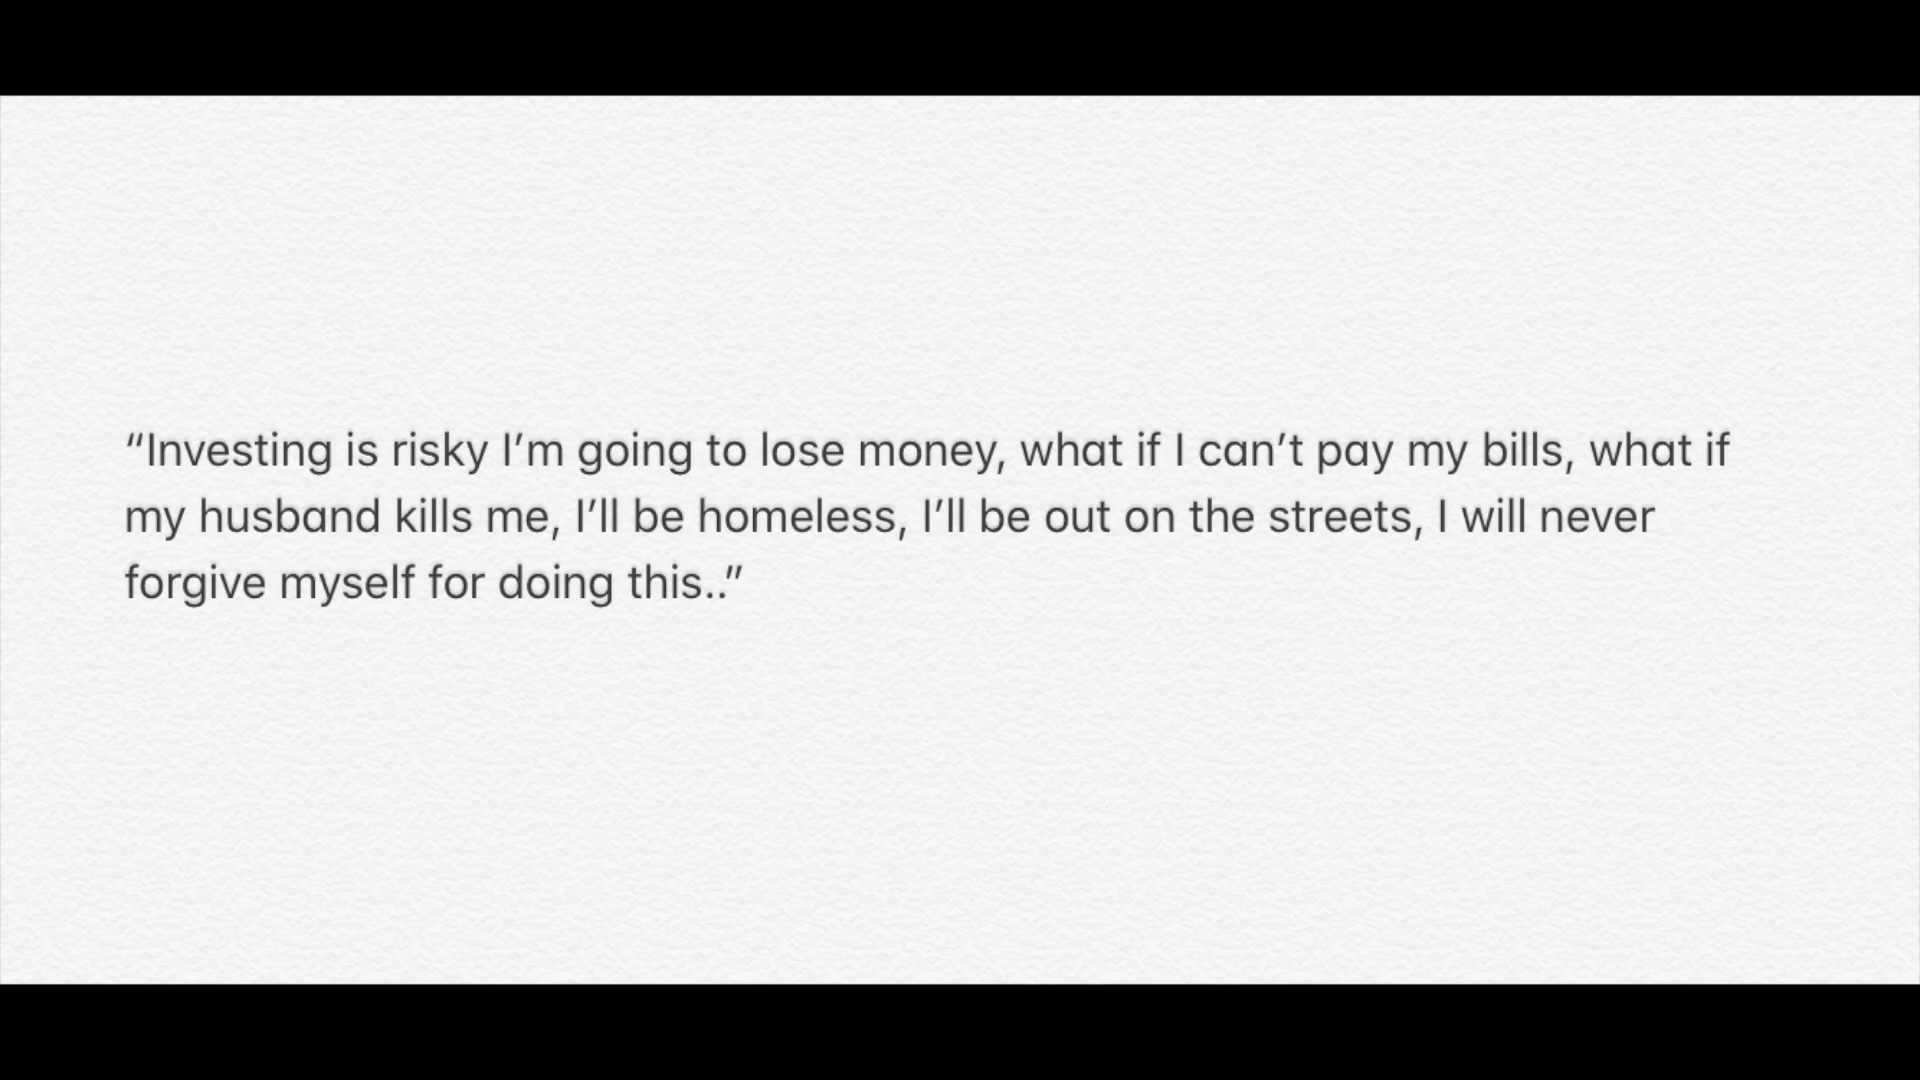 “Investing is risky I’m going to lose money, what if I can’t pay my bills, what if
my husband kills me, I’ll be homeless, I’ll be out on the streets, I will never
forgive myself for doing this..”